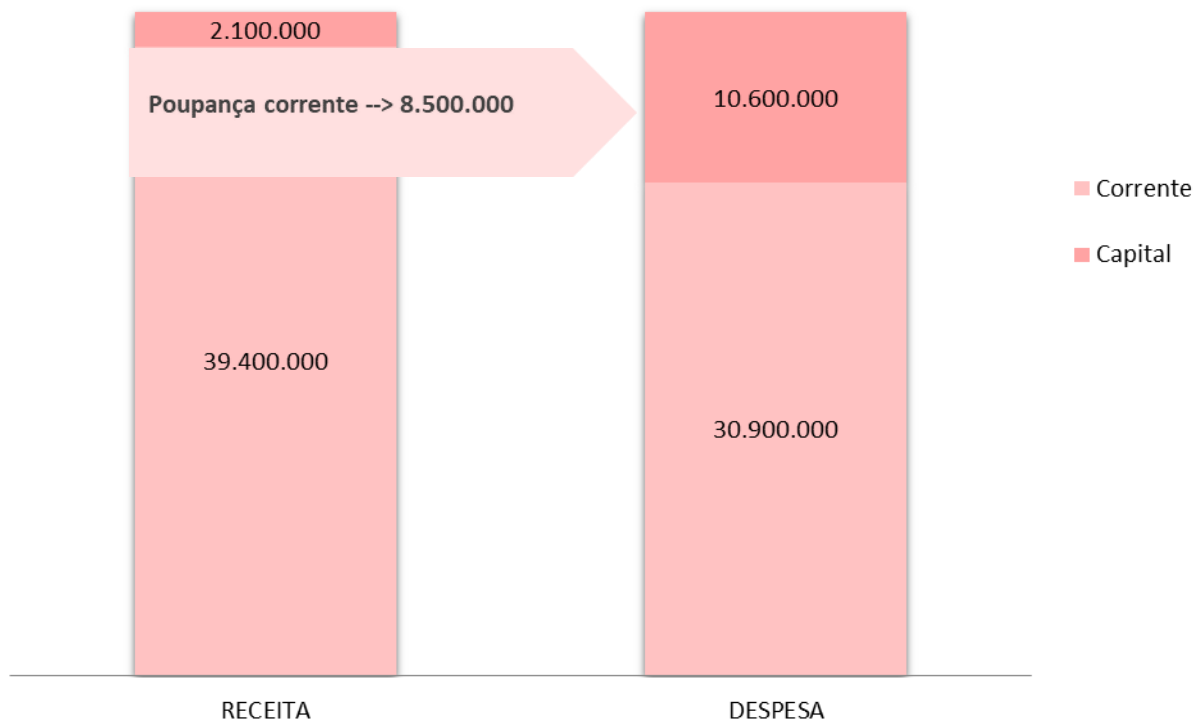 2.100.000
Poupança corrente --> 8.500.000
10.600.000
Corrente
Capital
39.400.000
30.900.000
RECEITA
DESPESA